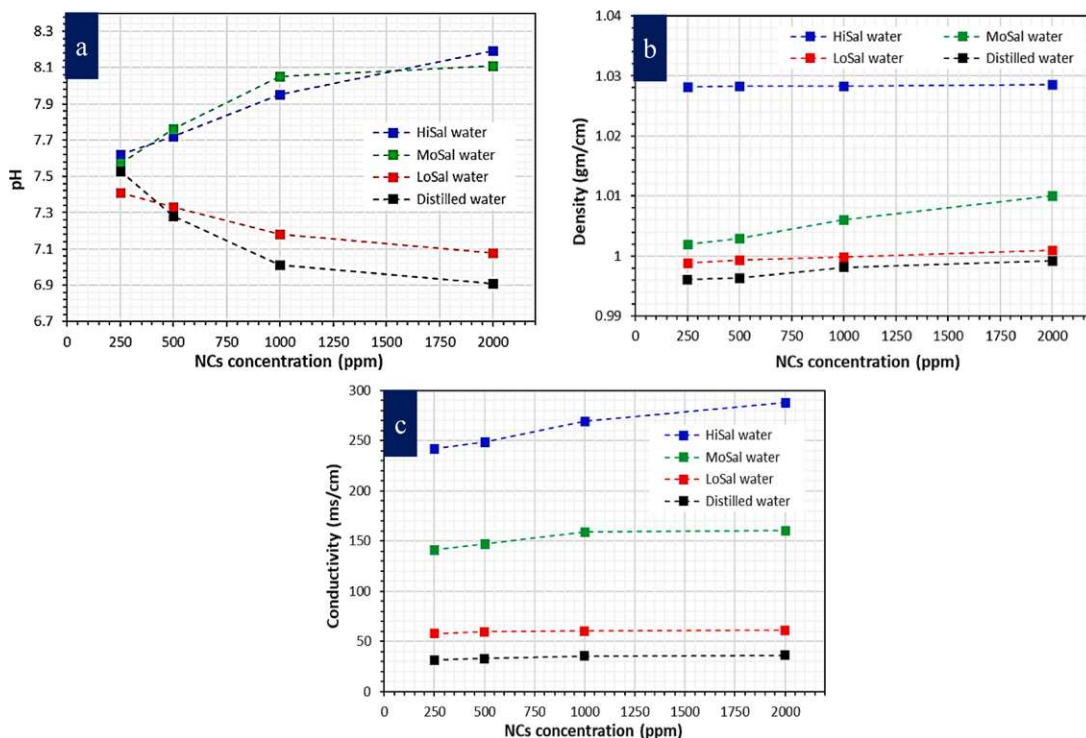 a
8.3
8.1
7.9
7.7
7.5
7.3
7.1
6.9
6.7
pH
HiSal water
MoSal water
LoSal water
Distilled water
0 250 500 750 1000 1250 1500 1750 2000
NCs concentration (ppm)
b
1.04
1.03
1.02
1.01
1
0.99
Density (gm/cm)
HiSal water MoSal water
LoSal water Distilled water
0 250 500 750 1000 1250 1500 1750 2000
NCs concentration (ppm)
c
300
250
200
150
100
50
0
Conductivity (ms/cm)
HiSal water
MoSal water
LoSal water
Distilled water
0 250 500 750 1000 1250 1500 1750 2000
NCs concentration (ppm)